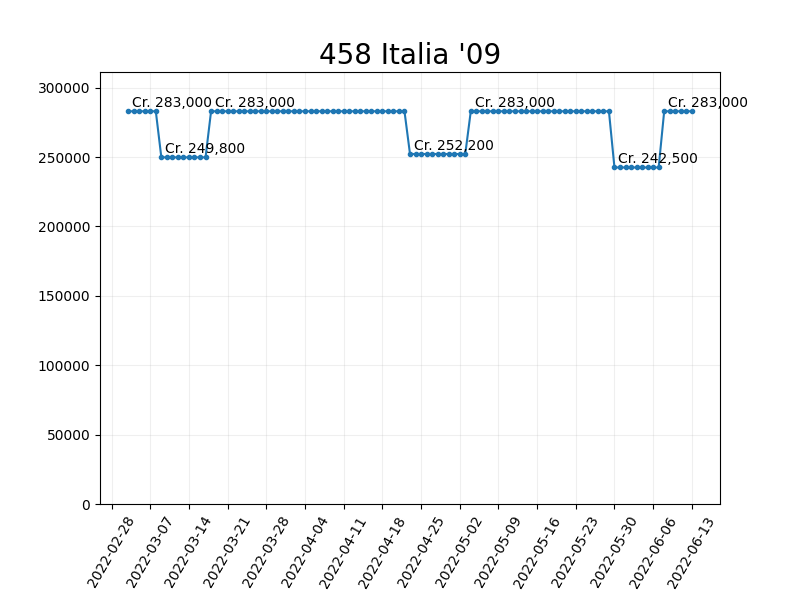 458 Italia '09
300000
250000
200000
150000
100000
50000
0
Cr. 283,000
Cr. 249,800
Cr. 283,000
Cr. 252,200
Cr. 283,000
Cr. 242,500
Cr. 283,000
2022-02-28
2022-03-07
2022-03-14
2022-03-21
2022-03-28
2022-04-04
2022-04-11
2022-04-18
2022-04-25
2022-05-02
2022-05-09
2022-05-16
2022-05-23
2022-05-30
2022-06-06
2022-06-13